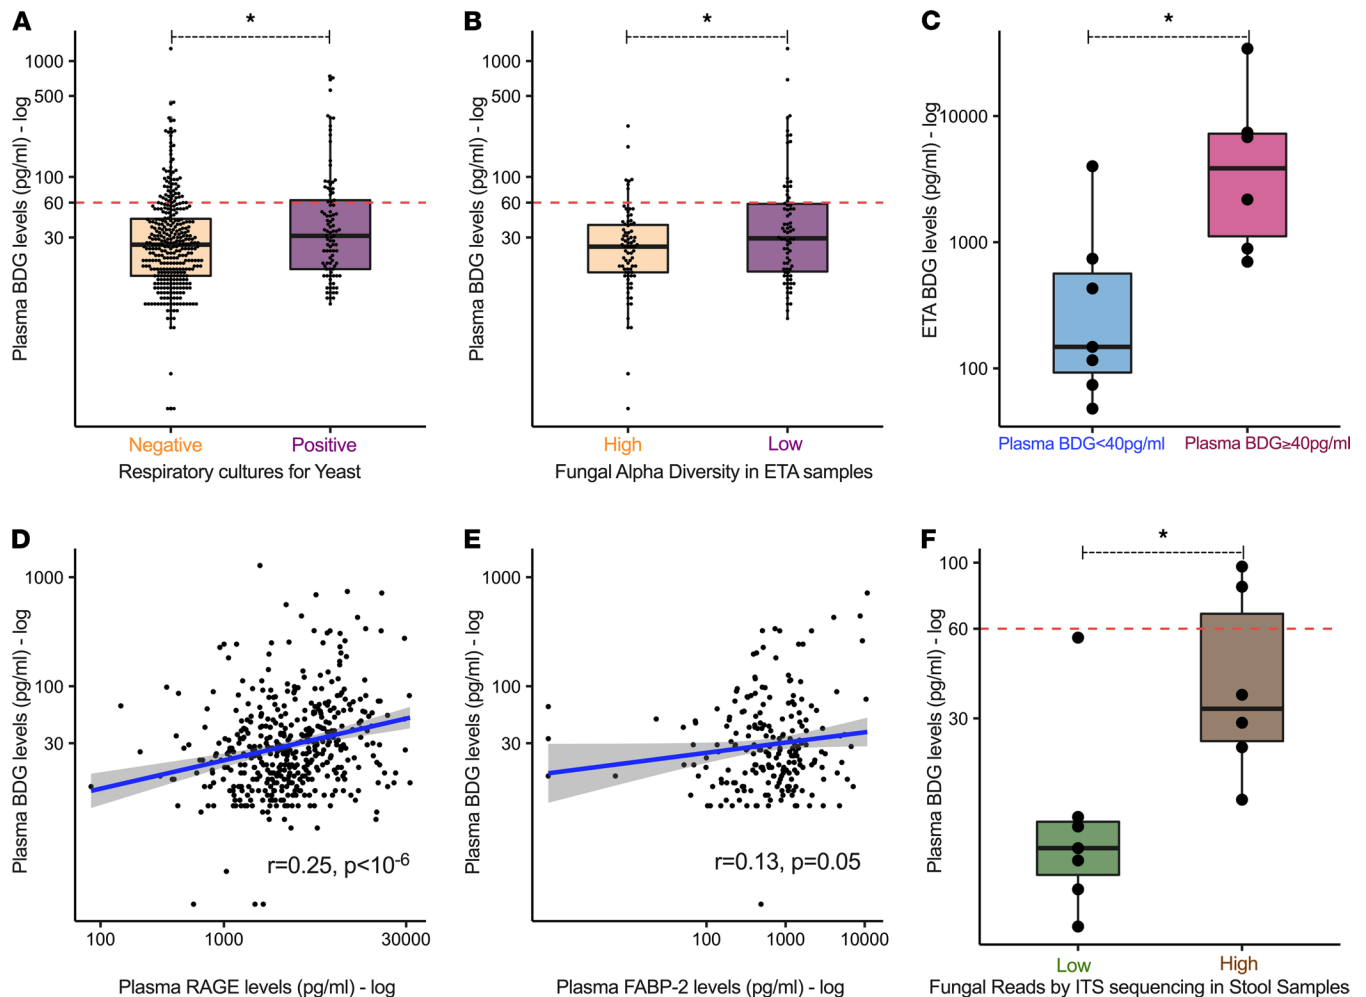 A
*
Plasma BDG levels (pg/ml) - log
1000
500
100
60
30
Negative
Positive
Respiratory cultures for Yeast
B
*
Plasma BDG levels (pg/ml) - log
1000
500
100
60
30
High
Low
Fungal Alpha Diversity in ETA samples
C
*
ETA BDG levels (pg/ml) - log
10000
1000
100
Plasma BDG<40pg/ml
Plasma BDG≥40pg/ml
D
Plasma BDG levels (pg/ml) - log
1000
100
30
r=0.25, p<10⁻⁶
100
1000
30000
Plasma RAGE levels (pg/ml) - log
E
Plasma BDG levels (pg/ml) - log
1000
100
30
r=0.13, p=0.05
100
1000
10000
Plasma FABP-2 levels (pg/ml) - log
F
*
Plasma BDG levels (pg/ml) - log
100
60
30
Low
High
Fungal Reads by ITS sequencing in Stool Samples